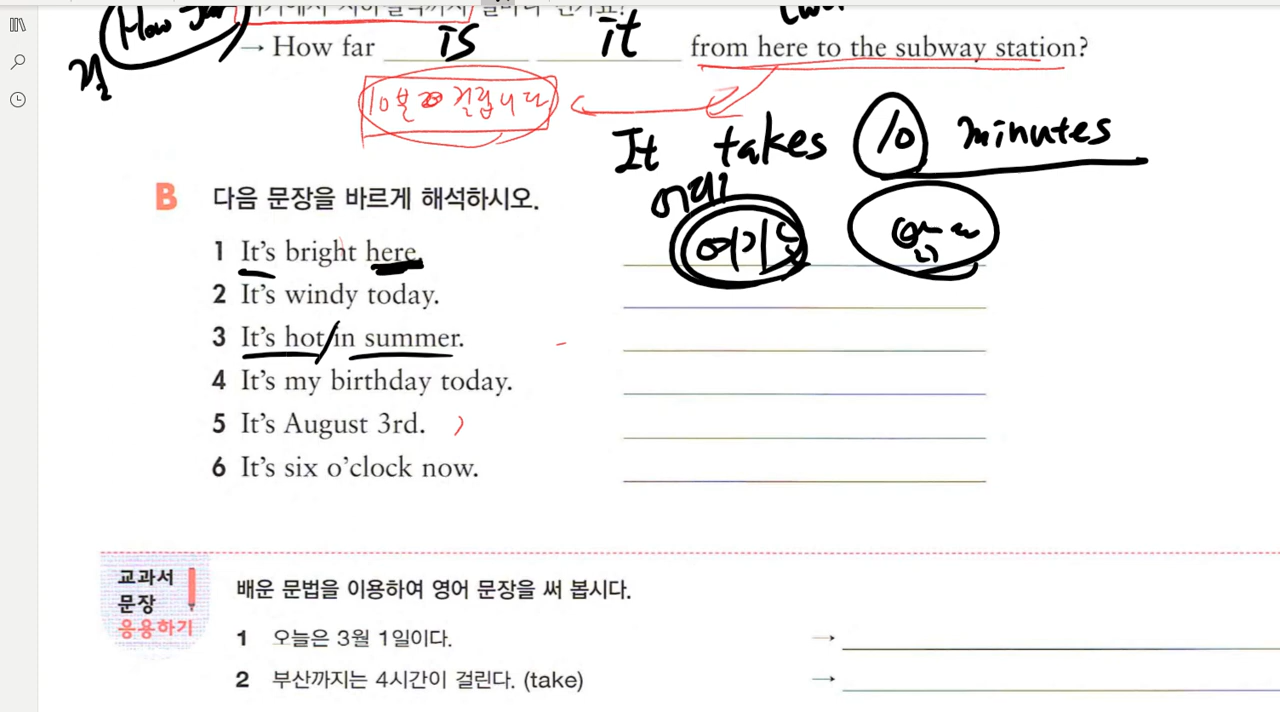 How far
→ How far is it from here to the subway station?
10분 걸립니다
It takes 10 minutes
B 다음 문장을 바르게 해석하시오.
1 It's bright here.
2 It's windy today.
3 It's hot/in summer.
4 It's my birthday today.
5 It's August 3rd.
6 It's six o'clock now.
교과서
문장
응용하기
배운 문법을 이용하여 영어 문장을 써 봅시다.
1 오늘은 3월 1일이다. →
2 부산까지는 4시간이 걸린다. (take) →